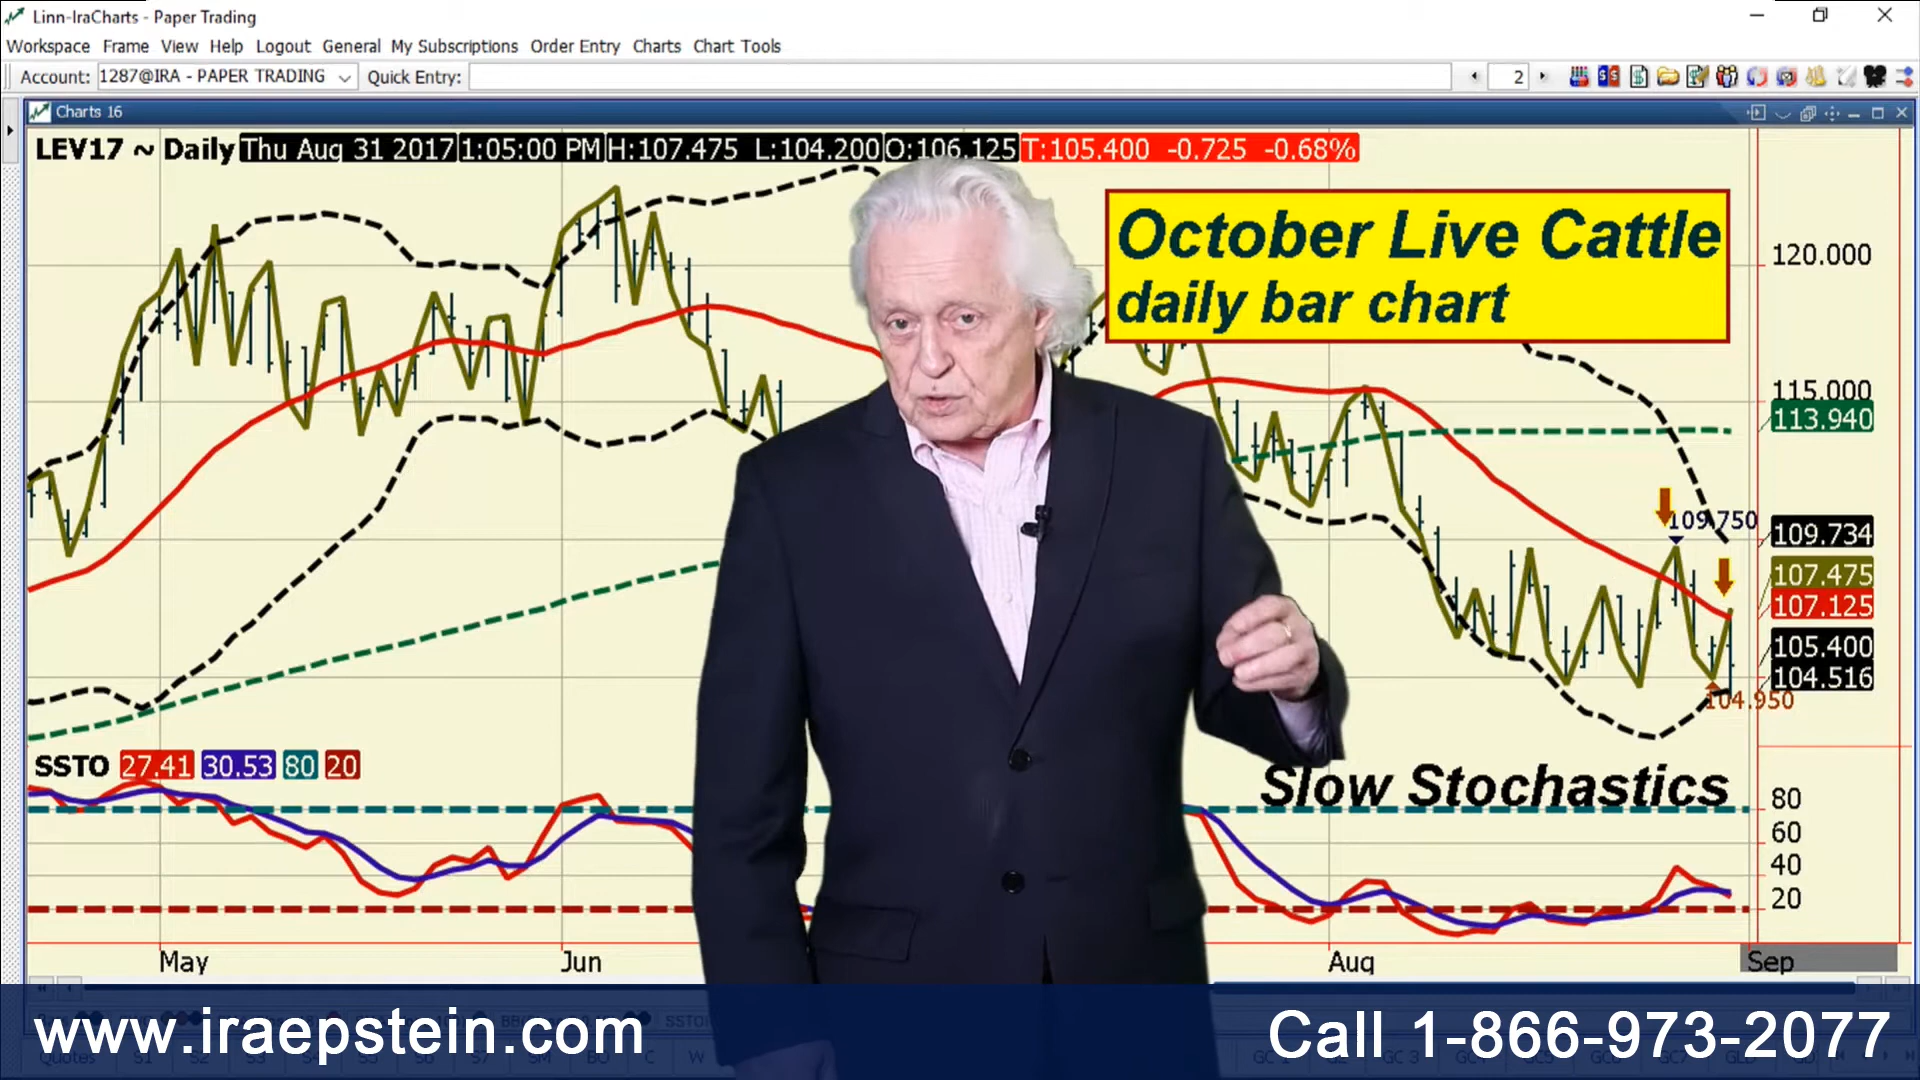 Linn-IraCharts - Paper Trading
Workspace Frame View Help Logout General My Subscriptions Order Entry Charts Chart Tools
Account: 1287@IRA - PAPER TRADING Quick Entry: 2
Charts 16
LEV17 ~ Daily Thu Aug 31 2017 1:05:00 PM H:107.475 L:104.200 O:106.125 T:105.400 -0.725 -0.68%
October Live Cattle
daily bar chart
120.000
115.000
113.940
109.750
109.734
107.475
107.125
105.400
104.516
104.950
SSTO 27.41 30.53 80 20
Slow Stochastics
80
60
40
20
May Jun Aug Sep
www.iraepstein.com Call 1-866-973-2077